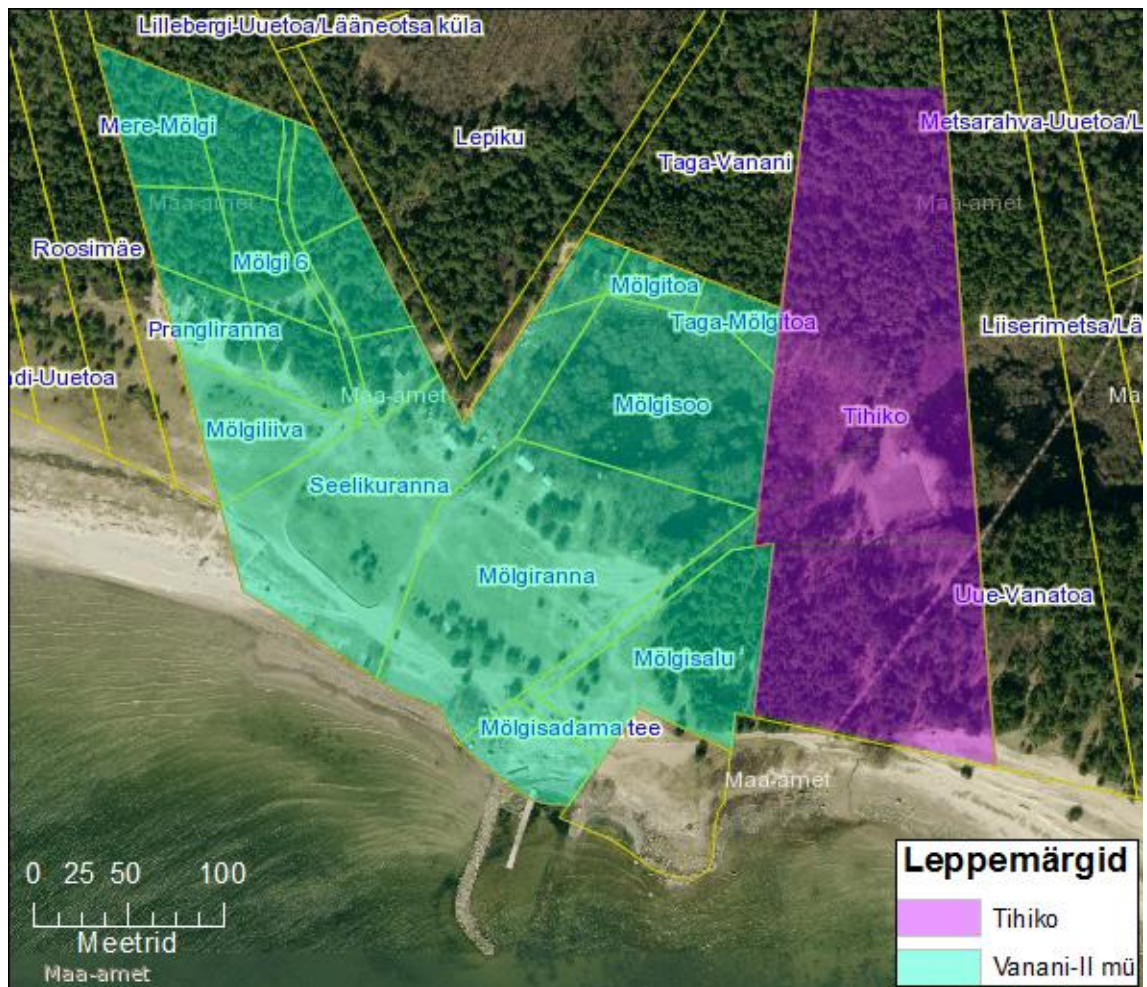 Lillebergi-Uuetoa/Lääneotsa küla
Mere-Mölgi
Lepiku
Taga-Vanani
Metsarahva-Uuetoa/L
Maa-amet
Maa-amet
Roosimäe
Mölgi 6
Mölgitoa
Prangliranna
Taga-Mölgitoa
Liiserimetsa/Lä
di-Uuetoa
Maa-amet
Ma
Mölgisoo
Tihiko
Mölgiliiva
Seelikuranna
Mölgiranna
Uue-Vanatoa
Mölgisalu
Mölgisadama tee
Maa-amet
0 25 50 100
Meetrid
Maa-amet
Leppemärgid
Tihiko
Vanani-II mü